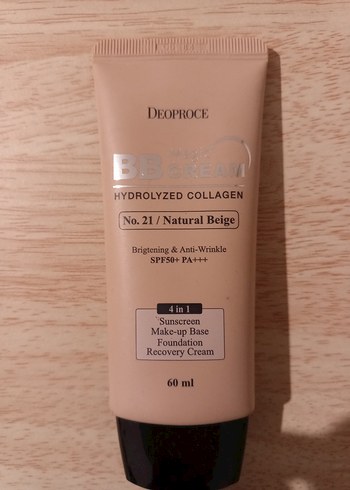 DEOPROCE
BB
CREAM
HYDROLYZED COLLAGEN
No. 21 / Natural Beige
Brigtening & Anti-Wrinkle
SPF50+ PA+++
4 in 1
Sunscreen
Make-up Base
Foundation
Recovery Cream
60 ml